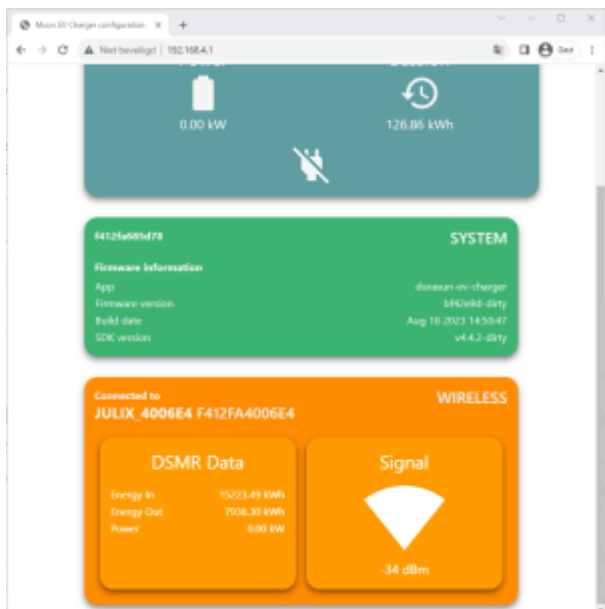 Muon EV Charger configuration
Niet beveiligd | 192.168.4.1
Gast
0.00 kW
126.86 kWh
f412fa685d78
SYSTEM
Firmware information
App durasun-ev-charger
Firmware version
Build date Aug 18 2023 14:50:47
SDK version v4.4.2-dirty
Connected to
WIRELESS
JULIX_4006E4 F412FA4006E4
DSMR Data
Energy In 15223.49 kWh
Energy Out 7936.30 kWh
Power 0.00 kW
Signal
-34 dBm